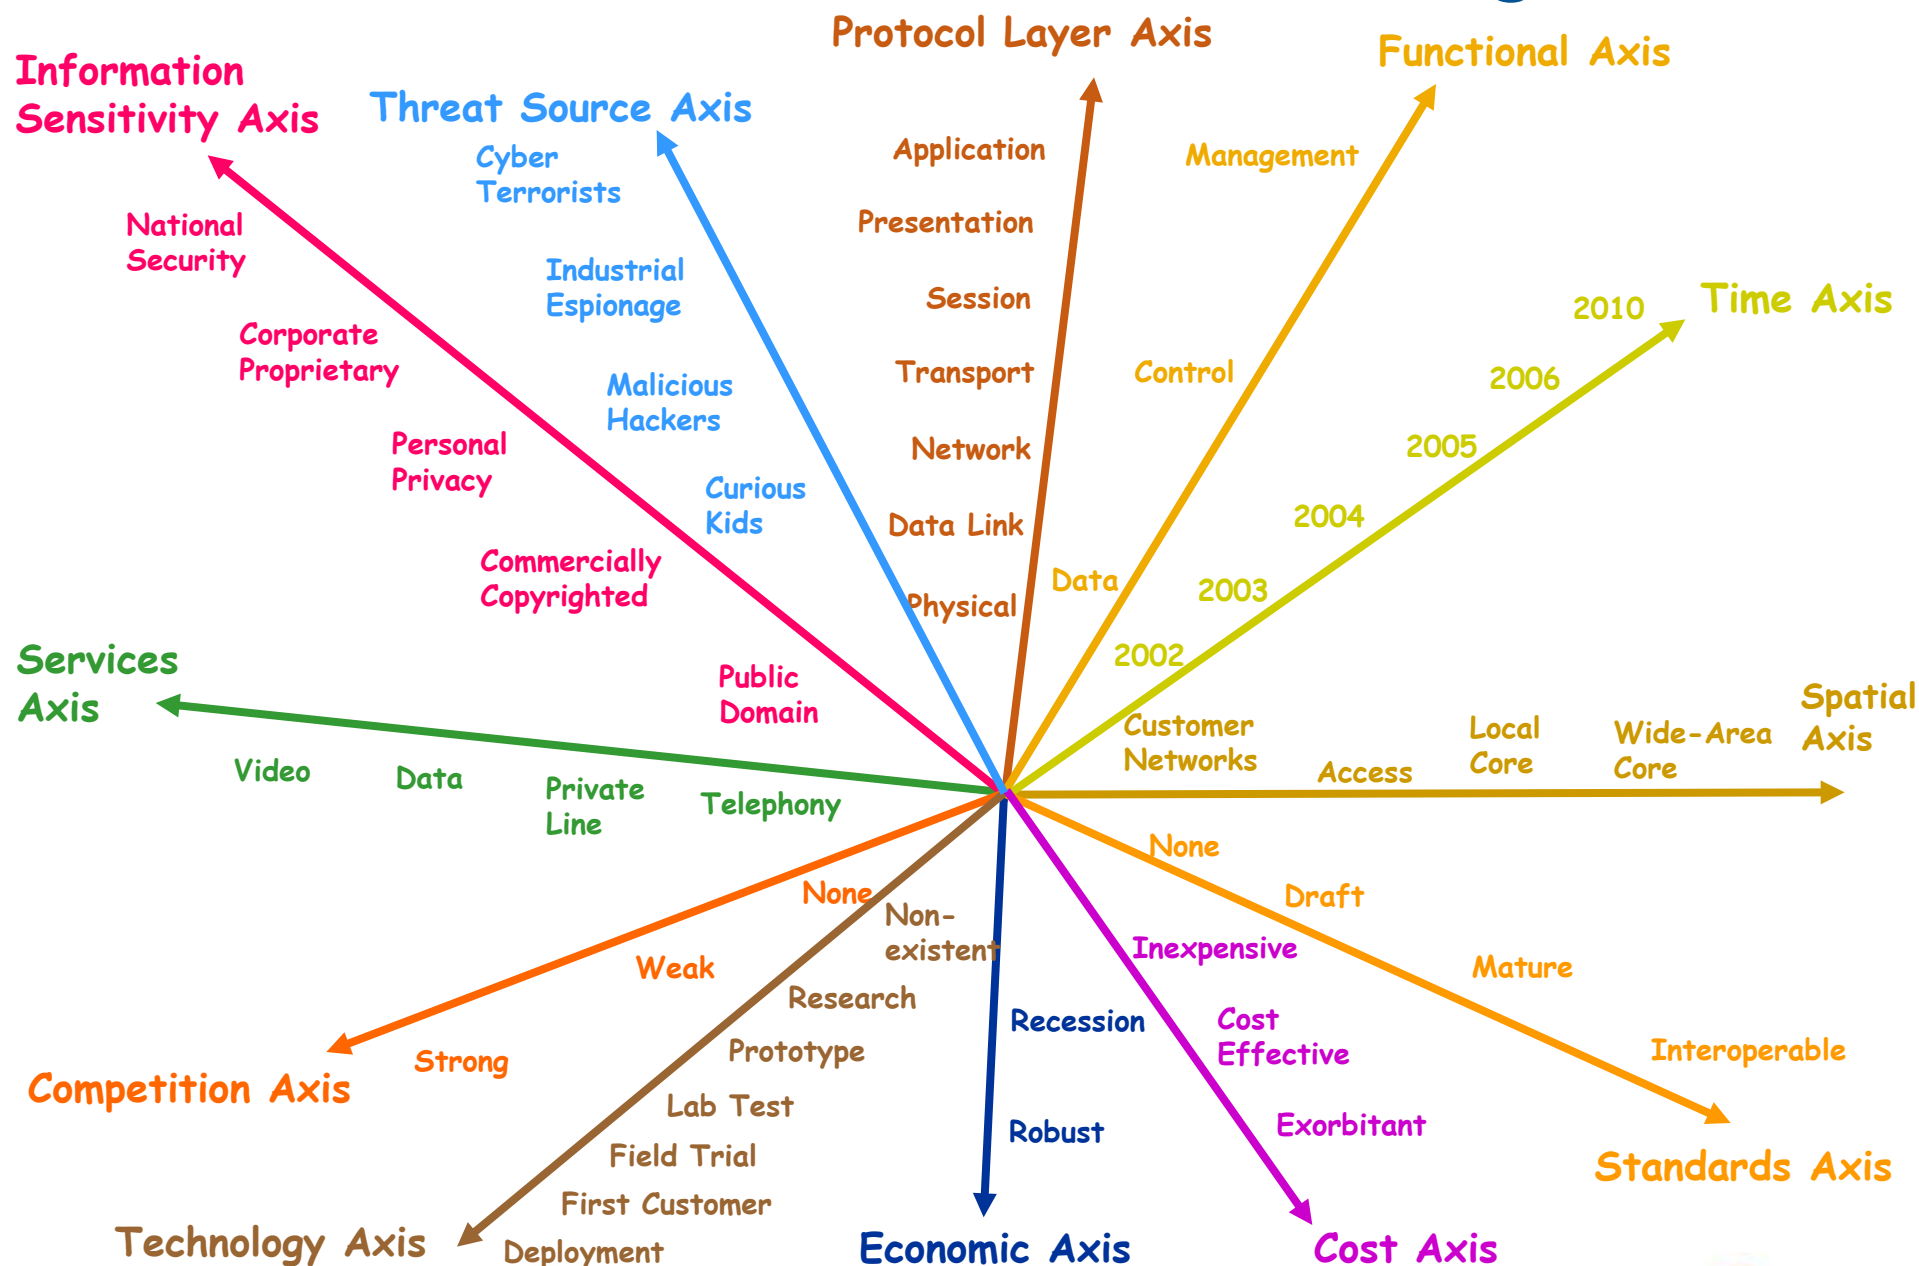 Protocol Layer Axis
Functional Axis
Information
Sensitivity Axis
Threat Source Axis
Cyber
Terrorists
Application
Management
National
Security
Presentation
Industrial
Espionage
Session
2010
Time Axis
Corporate
Proprietary
Malicious
Hackers
Transport
Control
2006
Personal
Privacy
Network
2005
Curious
Kids
Data Link
2004
Commercially
Copyrighted
Physical
Data
2003
Services
Axis
Public
Domain
2002
Customer
Networks
Access
Local
Core
Wide-Area
Core
Spatial
Axis
Video
Data
Private
Line
Telephony
None
Weak
Strong
Competition Axis
Non-
existent
Research
Prototype
Lab Test
Field Trial
First Customer
Deployment
Technology Axis
Recession
Robust
Economic Axis
Inexpensive
Cost
Effective
Exorbitant
Cost Axis
None
Draft
Mature
Interoperable
Standards Axis